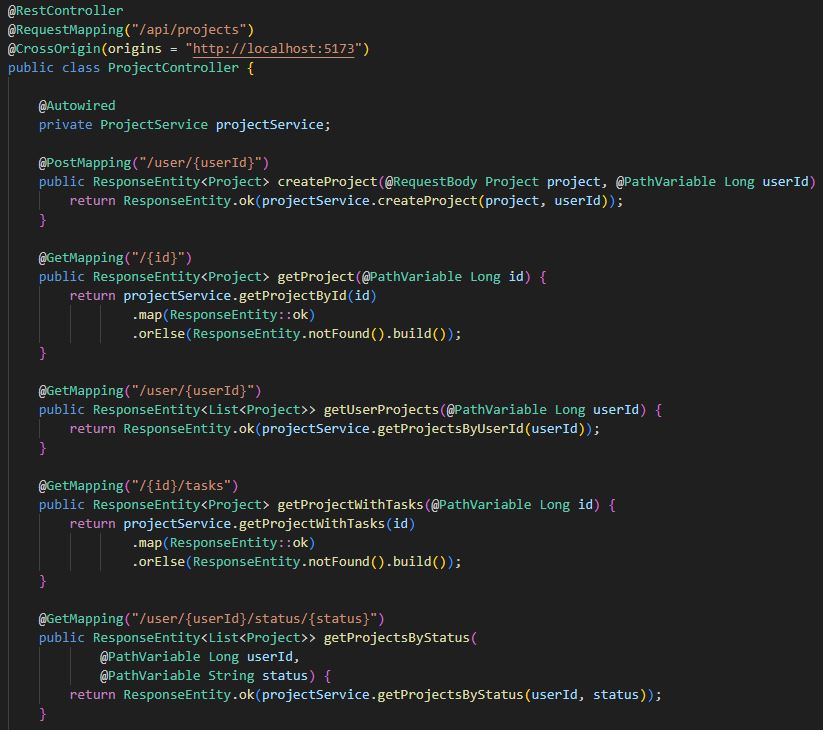 @RestController
@RequestMapping("/api/projects")
@CrossOrigin(origins = "http://localhost:5173")
public class ProjectController {
@Autowired
private ProjectService projectService;
@PostMapping("/user/{userId}")
public ResponseEntity<Project> createProject(@RequestBody Project project, @PathVariable Long userId)
return ResponseEntity.ok(projectService.createProject(project, userId));
}
@GetMapping("/{id}")
public ResponseEntity<Project> getProject(@PathVariable Long id) {
return projectService.getProjectById(id)
.map(ResponseEntity::ok)
.orElse(ResponseEntity.notFound().build());
}
@GetMapping("/user/{userId}")
public ResponseEntity<List<Project>> getUserProjects(@PathVariable Long userId) {
return ResponseEntity.ok(projectService.getProjectsByUserId(userId));
}
@GetMapping("/{id}/tasks")
public ResponseEntity<Project> getProjectWithTasks(@PathVariable Long id) {
return projectService.getProjectWithTasks(id)
.map(ResponseEntity::ok)
.orElse(ResponseEntity.notFound().build());
}
@GetMapping("/user/{userId}/status/{status}")
public ResponseEntity<List<Project>> getProjectsByStatus(
@PathVariable Long userId,
@PathVariable String status) {
return ResponseEntity.ok(projectService.getProjectsByStatus(userId, status));
}